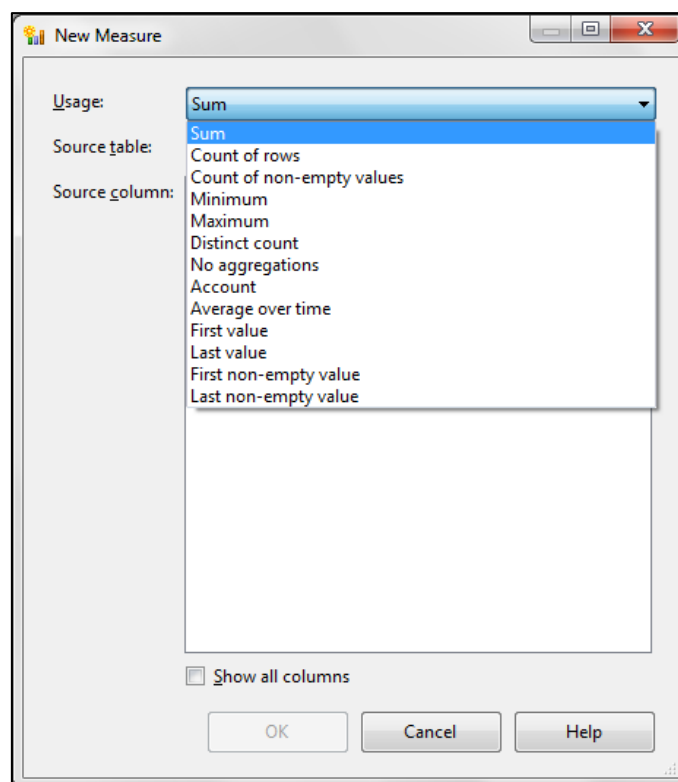 New Measure
Usage:
Sum
Source table:
Source column:
Sum
Count of rows
Count of non-empty values
Minimum
Maximum
Distinct count
No aggregations
Account
Average over time
First value
Last value
First non-empty value
Last non-empty value
Show all columns
OK
Cancel
Help